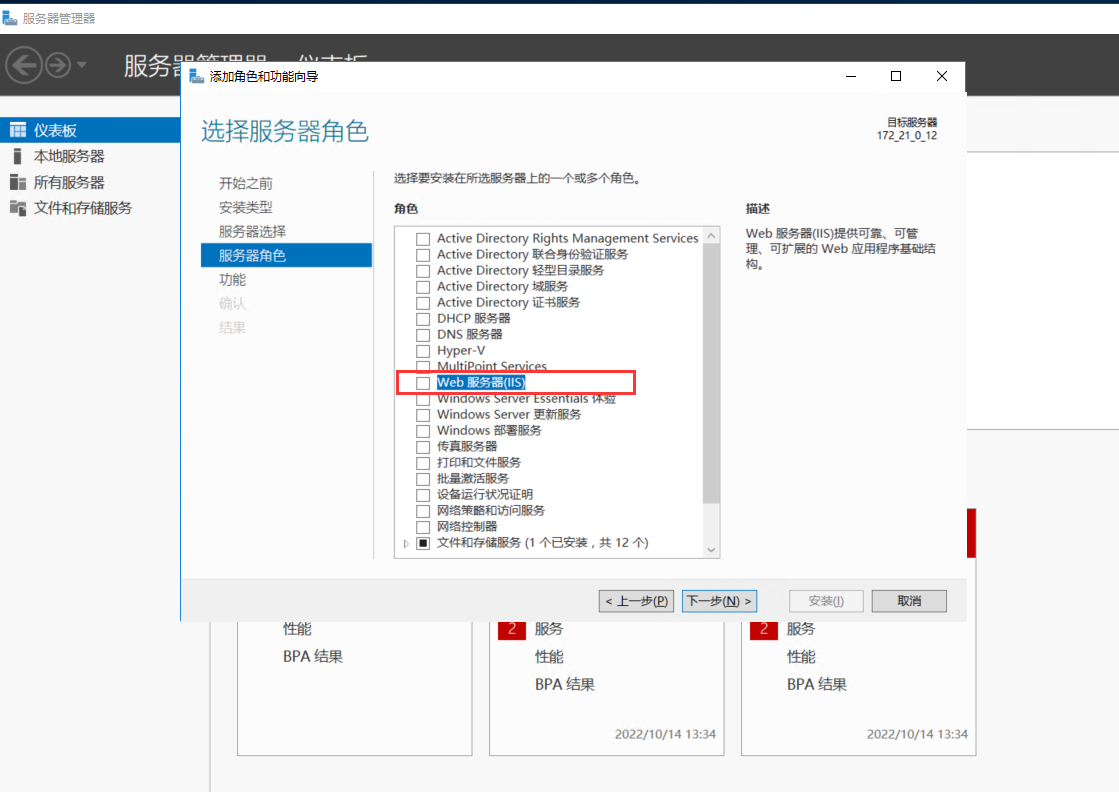 服务器管理器
添加角色和功能向导
选择服务器角色
目标服务器
172_21_0_12
仪表板
本地服务器
所有服务器
文件和存储服务
开始之前
安装类型
服务器选择
服务器角色
功能
确认
结果
选择要安装在所选服务器上的一个或多个角色。
角色
Active Directory Rights Management Services
Active Directory 联合身份验证服务
Active Directory 轻型目录服务
Active Directory 域服务
Active Directory 证书服务
DHCP 服务器
DNS 服务器
Hyper-V
MultiPoint Services
Web 服务器(IIS)
Windows Server Essentials 体验
Windows Server 更新服务
Windows 部署服务
传真服务器
打印和文件服务
批量激活服务
设备运行状况证明
网络策略和访问服务
网络控制器
文件和存储服务 (1 个已安装，共 12 个)
描述
Web 服务器(IIS)提供可靠、可管
理、可扩展的 Web 应用程序基础结
构。
< 上一步(P)
下一步(N) >
安装(I)
取消
性能
BPA 结果
2 服务
性能
BPA 结果
2022/10/14 13:34
2 服务
性能
BPA 结果
2022/10/14 13:34